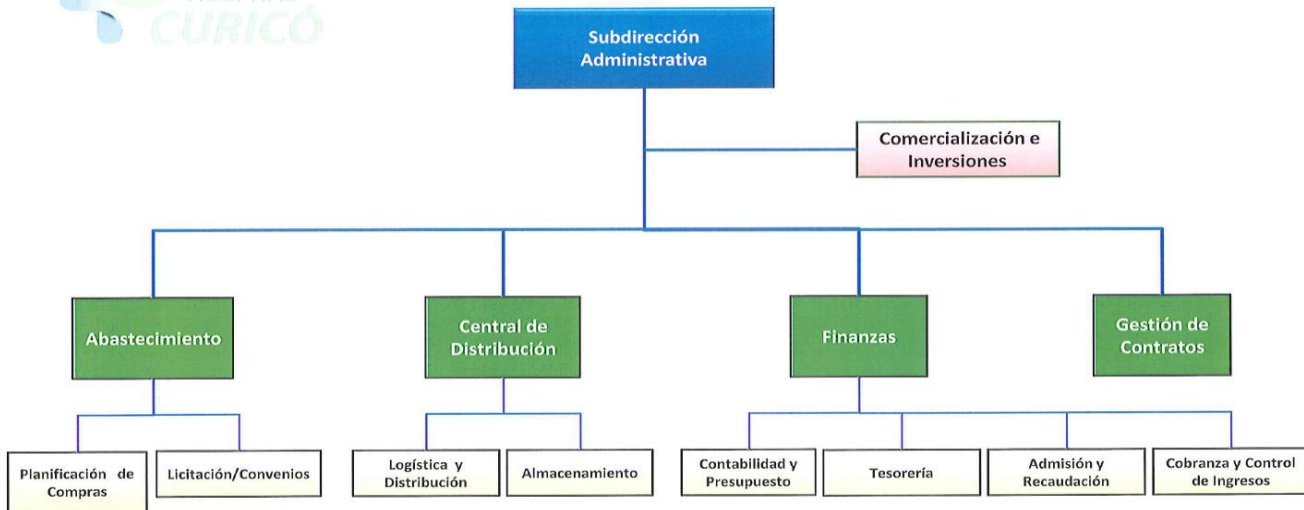 HOSPITAL
CURICÓ
Subdirección
Administrativa
Comercialización e
Inversiones
Abastecimiento
Central de
Distribución
Finanzas
Gestión de
Contratos
Planificación de
Compras
Licitación/Convenios
Logística y
Distribución
Almacenamiento
Contabilidad y
Presupuesto
Tesorería
Admisión y
Recaudación
Cobranza y Control
de Ingresos